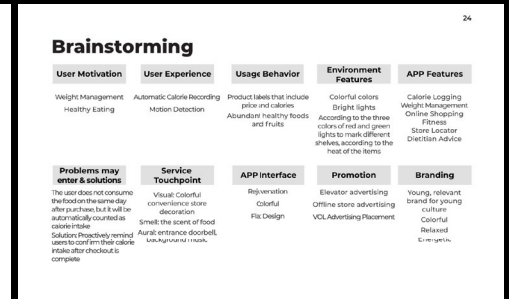 24
Brainstorming
User Motivation
Weight Management
Healthy Eating
User Experience
Automatic Calorie Recording
Motion Detection
Usage Behavior
Product labels that include
price and calories
Abundant healthy foods
and fruits
Environment
Features
Colorful colors
Bright lights
According to the three
colors of red and green
lights to mark different
shelves, according to the
heat of the items
APP Features
Calorie Logging
Weight Management
Online Shopping
Fitness
Store Locator
Dietitian Advice
Problems may
enter & solutions
The user does not consume
the food on the same day
after purchase, but it will be
automatically counted as
calorie intake
Solution: Proactively remind
users to confirm their calorie
intake after checkout is
complete
Service
Touchpoint
Visual: Colorful
convenience store
decoration
Smell: the scent of food
Aural: entrance doorbell,
background music
APP Interface
Rejuvenation
Colorful
Flat Design
Promotion
Elevator advertising
Offline store advertising
VOL Advertising Placement
Branding
Young, relevant
brand for young
culture
Colorful
Relaxed
Energetic